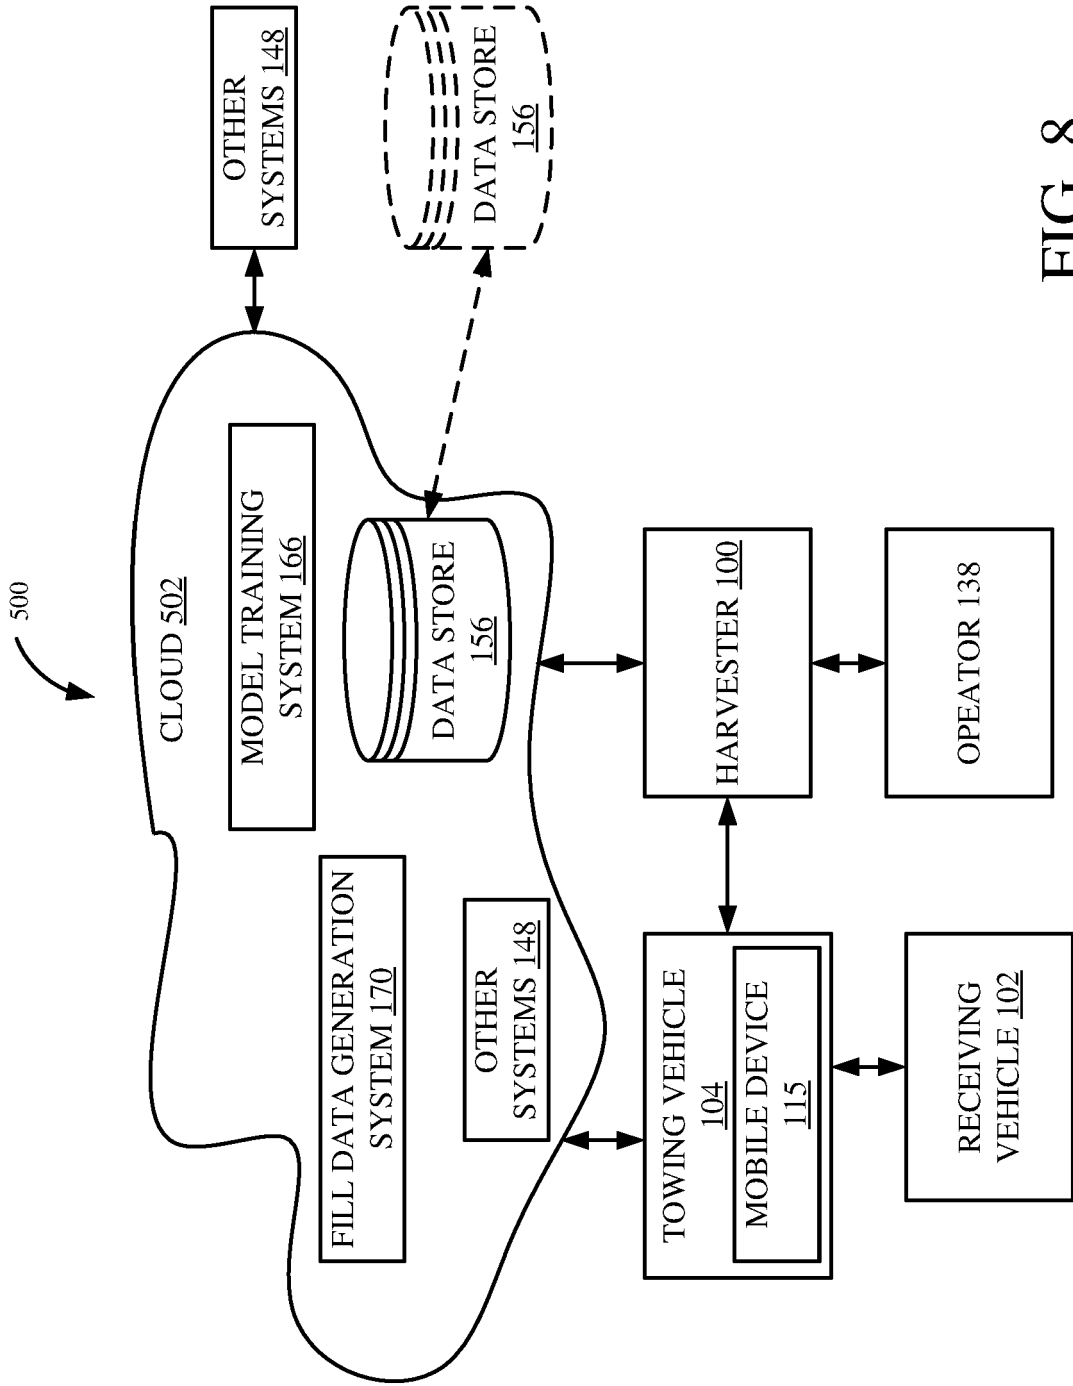 500
CLOUD 502
MODEL TRAINING
SYSTEM 166
FILL DATA GENERATION
SYSTEM 170
DATA STORE
156
OTHER
SYSTEMS 148
OTHER
SYSTEMS 148
DATA STORE
156
TOWING VEHICLE
104
MOBILE DEVICE
115
HARVESTER 100
RECEIVING
VEHICLE 102
OPEATOR 138
FIG. 8